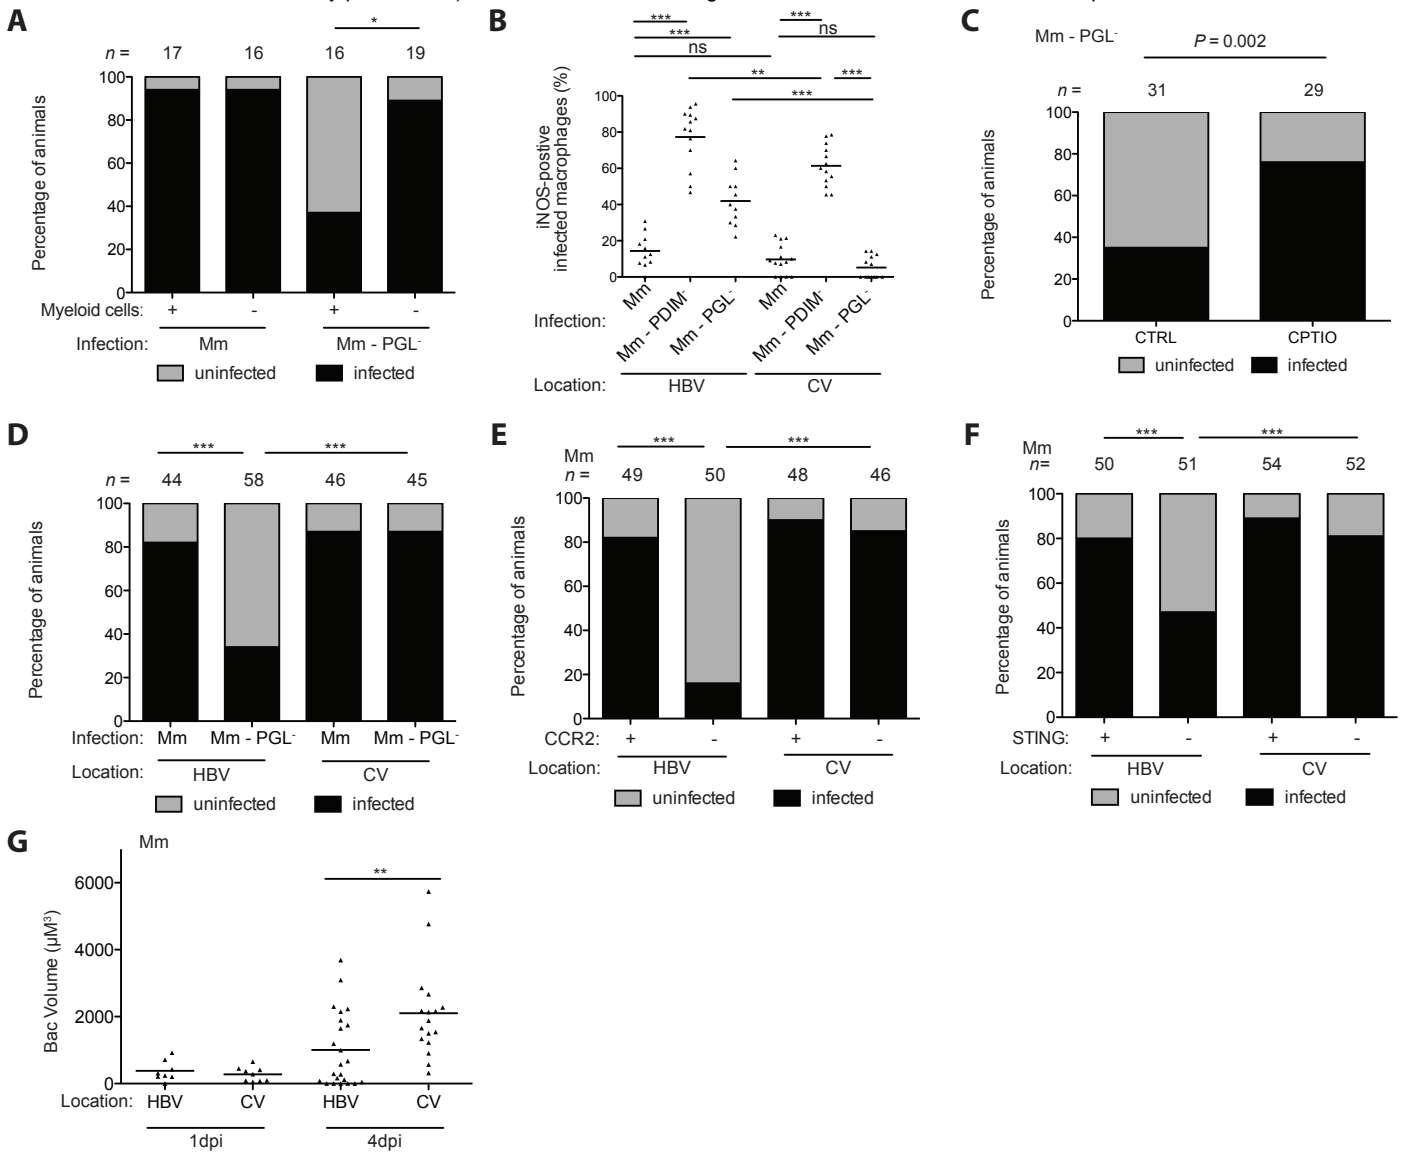 A
*
n = 17 16 16 19
Percentage of animals
100
80
60
40
20
0
Myeloid cells: + - + -
Infection: Mm Mm - PGL-
uninfected infected
B
*** ***
*** ns
ns
** ***
***
iNOS-postive
infected macrophages (%)
100
80
60
40
20
0
Infection: Mm Mm - PDIM- Mm - PGL- Mm Mm - PDIM- Mm - PGL-
Location: HBV CV
C
Mm - PGL-
P = 0.002
n = 31 29
Percentage of animals
100
80
60
40
20
0
CTRL CPTIO
uninfected infected
D
*** ***
n = 44 58 46 45
Percentage of animals
100
80
60
40
20
0
Infection: Mm Mm - PGL- Mm Mm - PGL-
Location: HBV CV
uninfected infected
E
*** ***
Mm
n = 49 50 48 46
Percentage of animals
100
80
60
40
20
0
CCR2: + - + -
Location: HBV CV
uninfected infected
F
*** ***
Mm
n= 50 51 54 52
Percentage of animals
100
80
60
40
20
0
STING: + - + -
Location: HBV CV
uninfected infected
G
Mm
**
Bac Volume (µM³)
6000
4000
2000
0
Location: HBV CV HBV CV
1dpi 4dpi